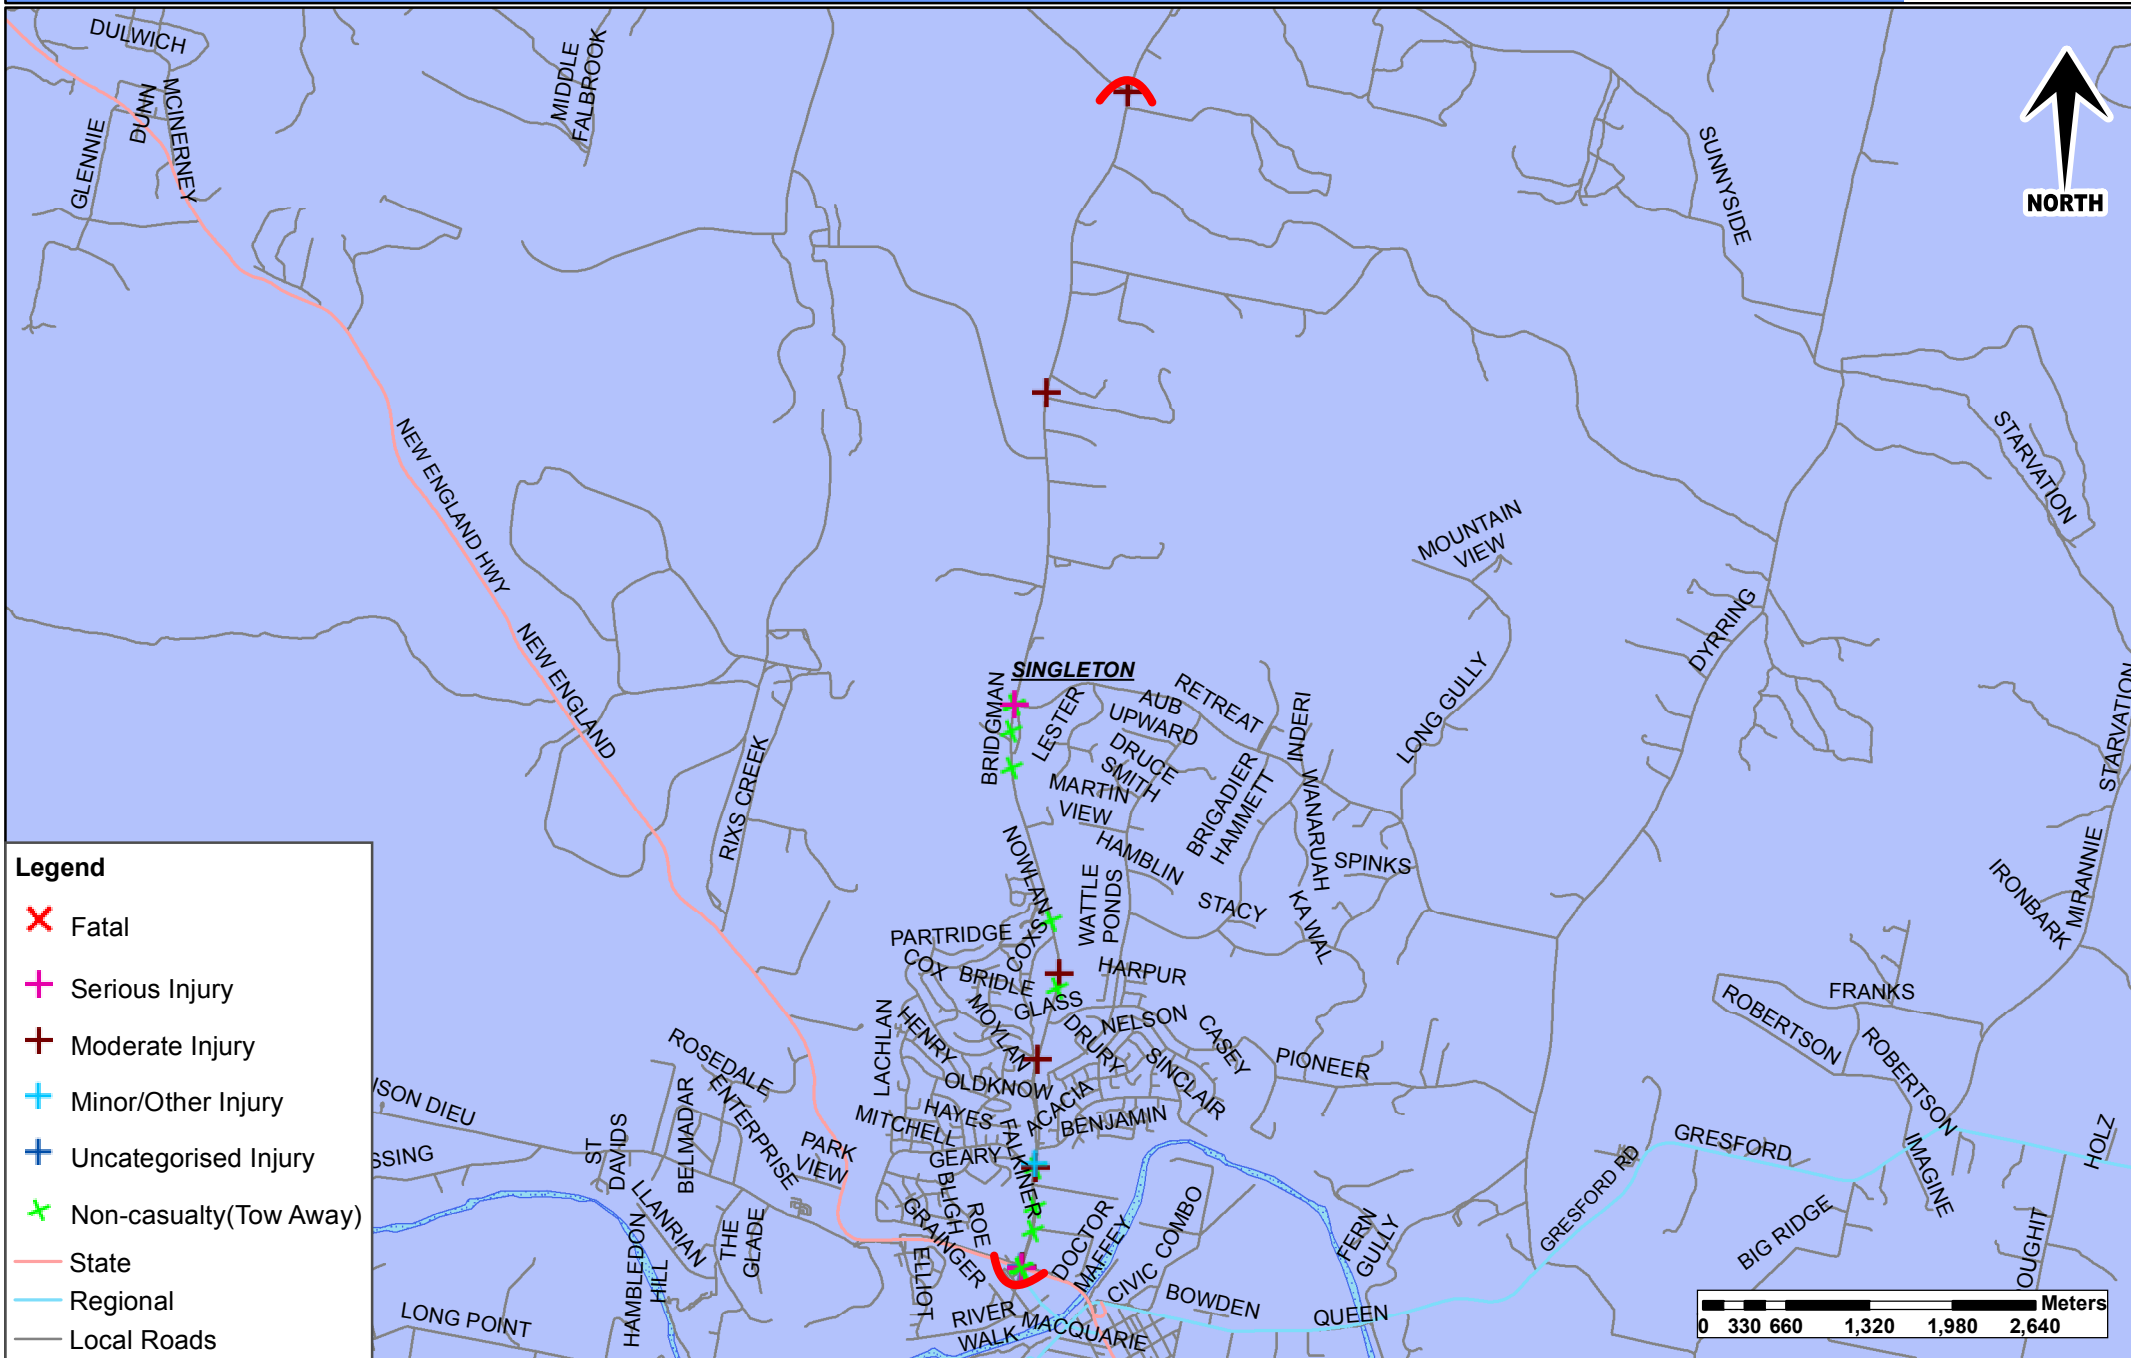 DULWICH
MIDDLE
FALBROOK
DUNN
MCINERNEY
GLENNIE
SUNNYSIDE
NORTH
NEW ENGLAND HWY
STARVATION
MOUNTAIN
VIEW
NEW ENGLAND
DYRRING
SINGLETON
BRIDGMAN
LESTER
AUB
RETREAT
UPWARD
INDERI
LONG GULLY
STARVATION
DRUCE
SMITH
MARTIN
VIEW
BRIGADIER
HAMMETT
WANARUAH
RIXS CREEK
NOWLAN
HAMBLIN
SPINKS
MIRANNIE
IRONBARK
WATTLE
PONDS
STACY
KA WAL
PARTRIDGE
COXS
COX
BRIDLE
HARPUR
GLASS
FRANKS
ROBERTSON
ROBERTSON
LACHLAN
HENRY
MOYLAN
DRURY
NELSON
CASEY
SINCLAIR
PIONEER
ROSEDALE
OLDKNOW
ACACIA
ISON DIEU
BELMADAR
ENTERPRISE
HAYES
MITCHELL
FALKINER
BENJAMIN
PARK
VIEW
GEARY
SSING
ST
DAVIDS
GRESFORD
GRESFORD RD
IMAGINE
HOLZ
LLANRIAN
THE
GLADE
BLIGH
ROE
GRAINGER
DOCTOR
MAFFEY
CIVIC COMBO
FERN
GULLY
BIG RIDGE
OUGHT
HAMBLEDON
HILL
ELLIOT
LONG POINT
RIVER
WALK
MACQUARIE
BOWDEN
QUEEN
Legend
Fatal
Serious Injury
Moderate Injury
Minor/Other Injury
Uncategorised Injury
Non-casualty(Tow Away)
State
Regional
Local Roads
Meters
0 330 660 1,320 1,980 2,640